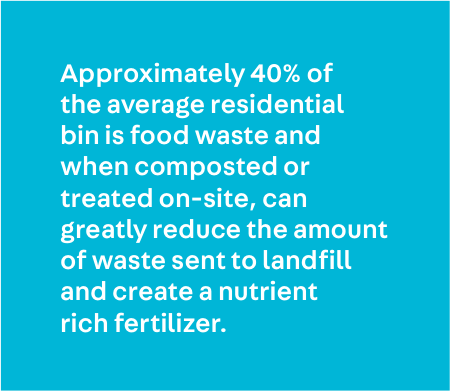 Approximately 40% of
the average residential
bin is food waste and
when composted or
treated on-site, can
greatly reduce the amount
of waste sent to landfill
and create a nutrient
rich fertilizer.